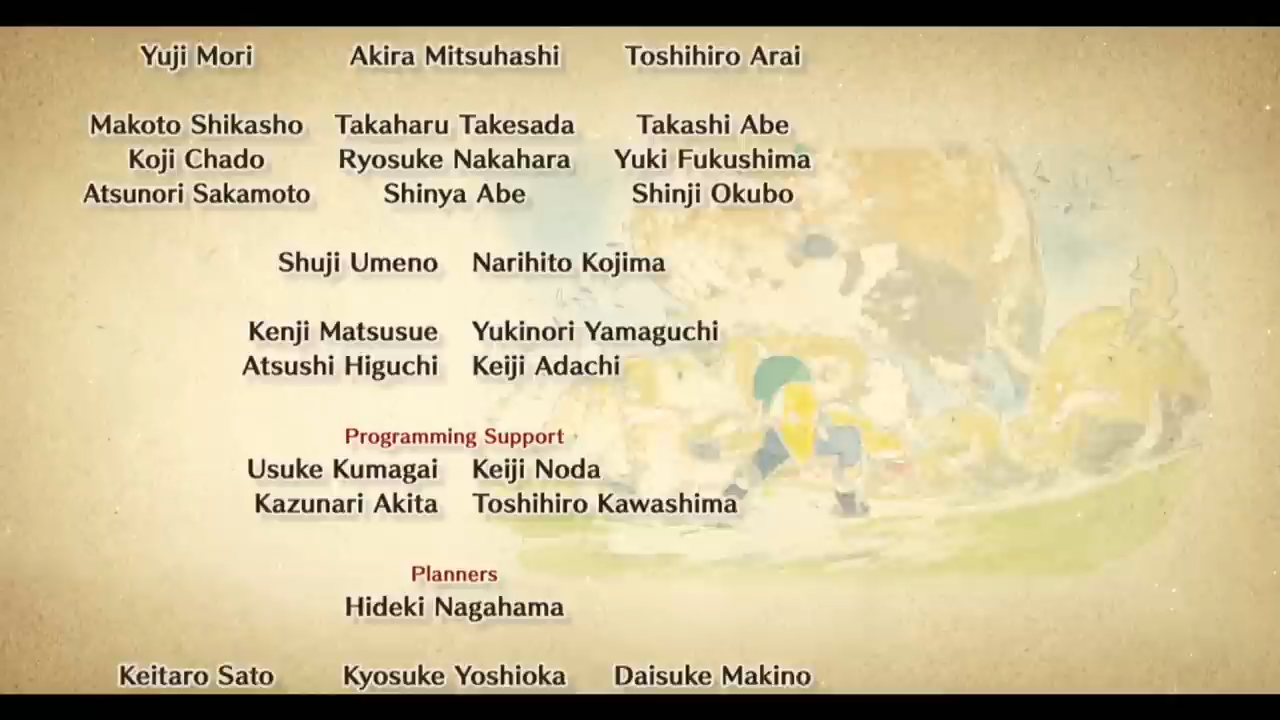 Yuji Mori Akira Mitsuhashi Toshihiro Arai
Makoto Shikasho Takaharu Takesada Takashi Abe
Koji Chado Ryosuke Nakahara Yuki Fukushima
Atsunori Sakamoto Shinya Abe Shinji Okubo
Shuji Umeno Narihito Kojima
Kenji Matsusue Yukinori Yamaguchi
Atsushi Higuchi Keiji Adachi
Programming Support
Usuke Kumagai Keiji Noda
Kazunari Akita Toshihiro Kawashima
Planners
Hideki Nagahama
Keitaro Sato Kyosuke Yoshioka Daisuke Makino